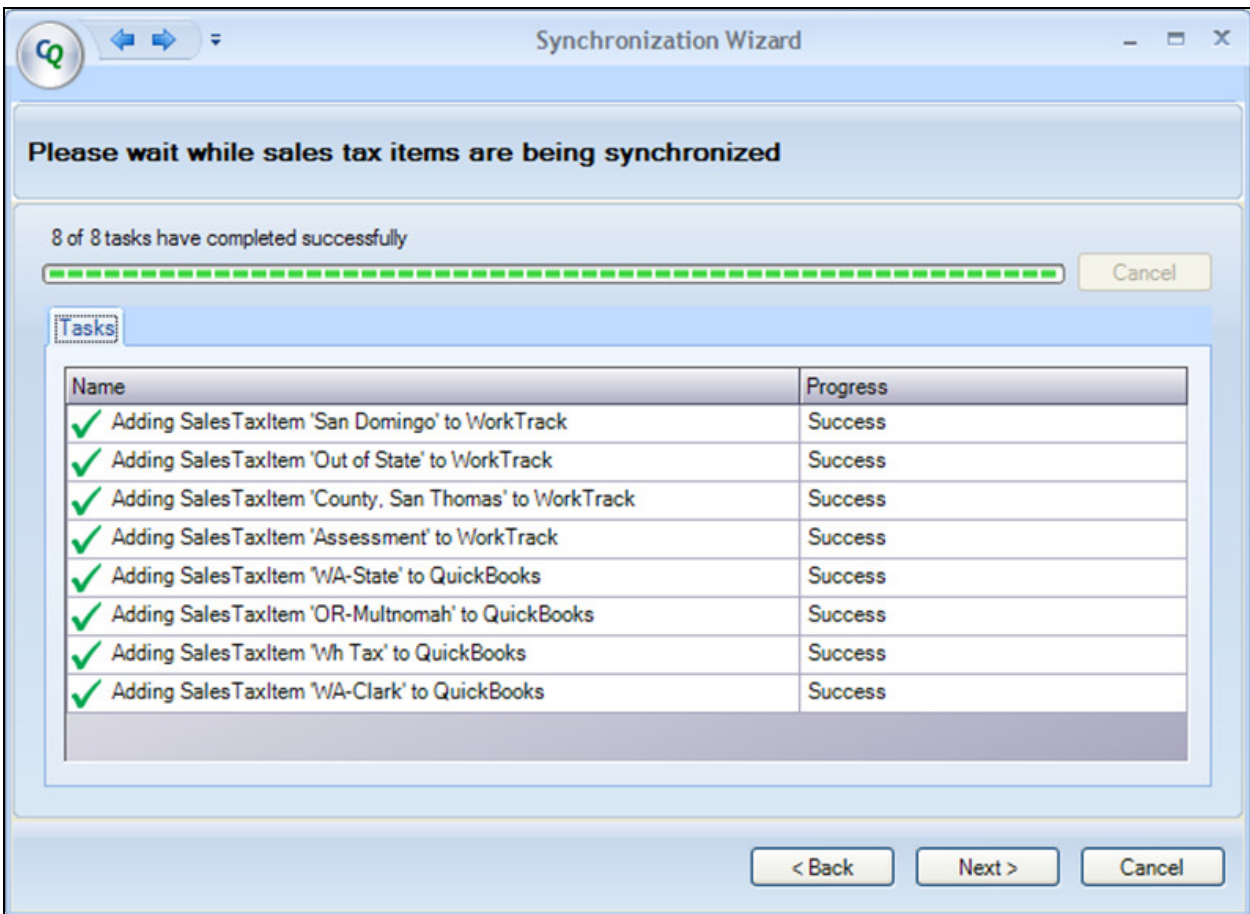 CQ
Synchronization Wizard
Please wait while sales tax items are being synchronized
8 of 8 tasks have completed successfully
Cancel
Tasks
Name Progress
Adding SalesTaxItem 'San Domingo' to WorkTrack Success
Adding SalesTaxItem 'Out of State' to WorkTrack Success
Adding SalesTaxItem 'County, San Thomas' to WorkTrack Success
Adding SalesTaxItem 'Assessment' to WorkTrack Success
Adding SalesTaxItem 'WA-State' to QuickBooks Success
Adding SalesTaxItem 'OR-Multnomah' to QuickBooks Success
Adding SalesTaxItem 'Wh Tax' to QuickBooks Success
Adding SalesTaxItem 'WA-Clark' to QuickBooks Success
< Back Next > Cancel